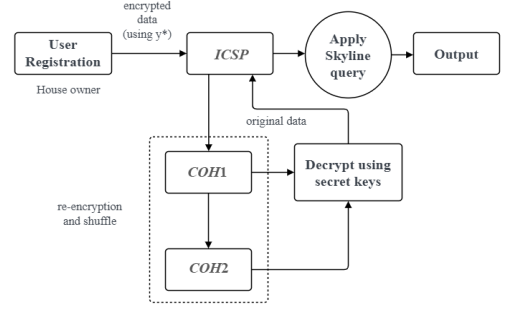 encrypted
data
(using y*)
User
Registration
House owner
ICSP
Apply
Skyline
query
Output
original data
COH1
Decrypt using
secret keys
re-encryption
and shuffle
COH2